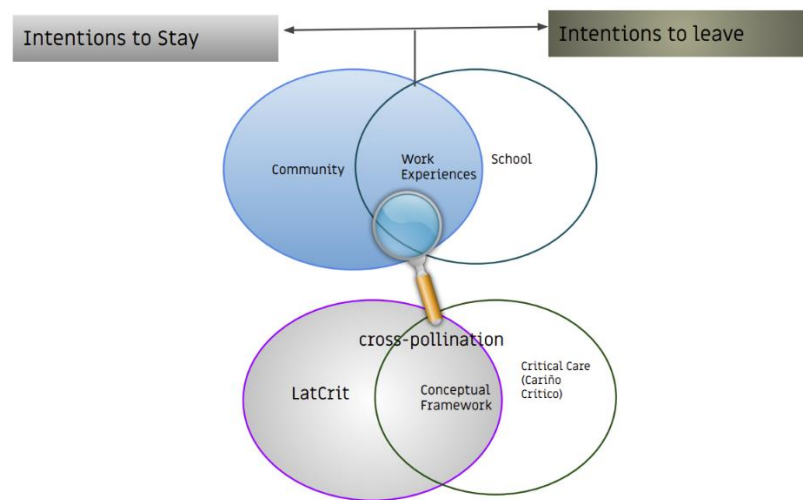 Intentions to Stay
Intentions to leave
Community
Work
Experiences
School
cross-pollination
LatCrit
Conceptual
Framework
Critical Care
(Cariño
Crítico)